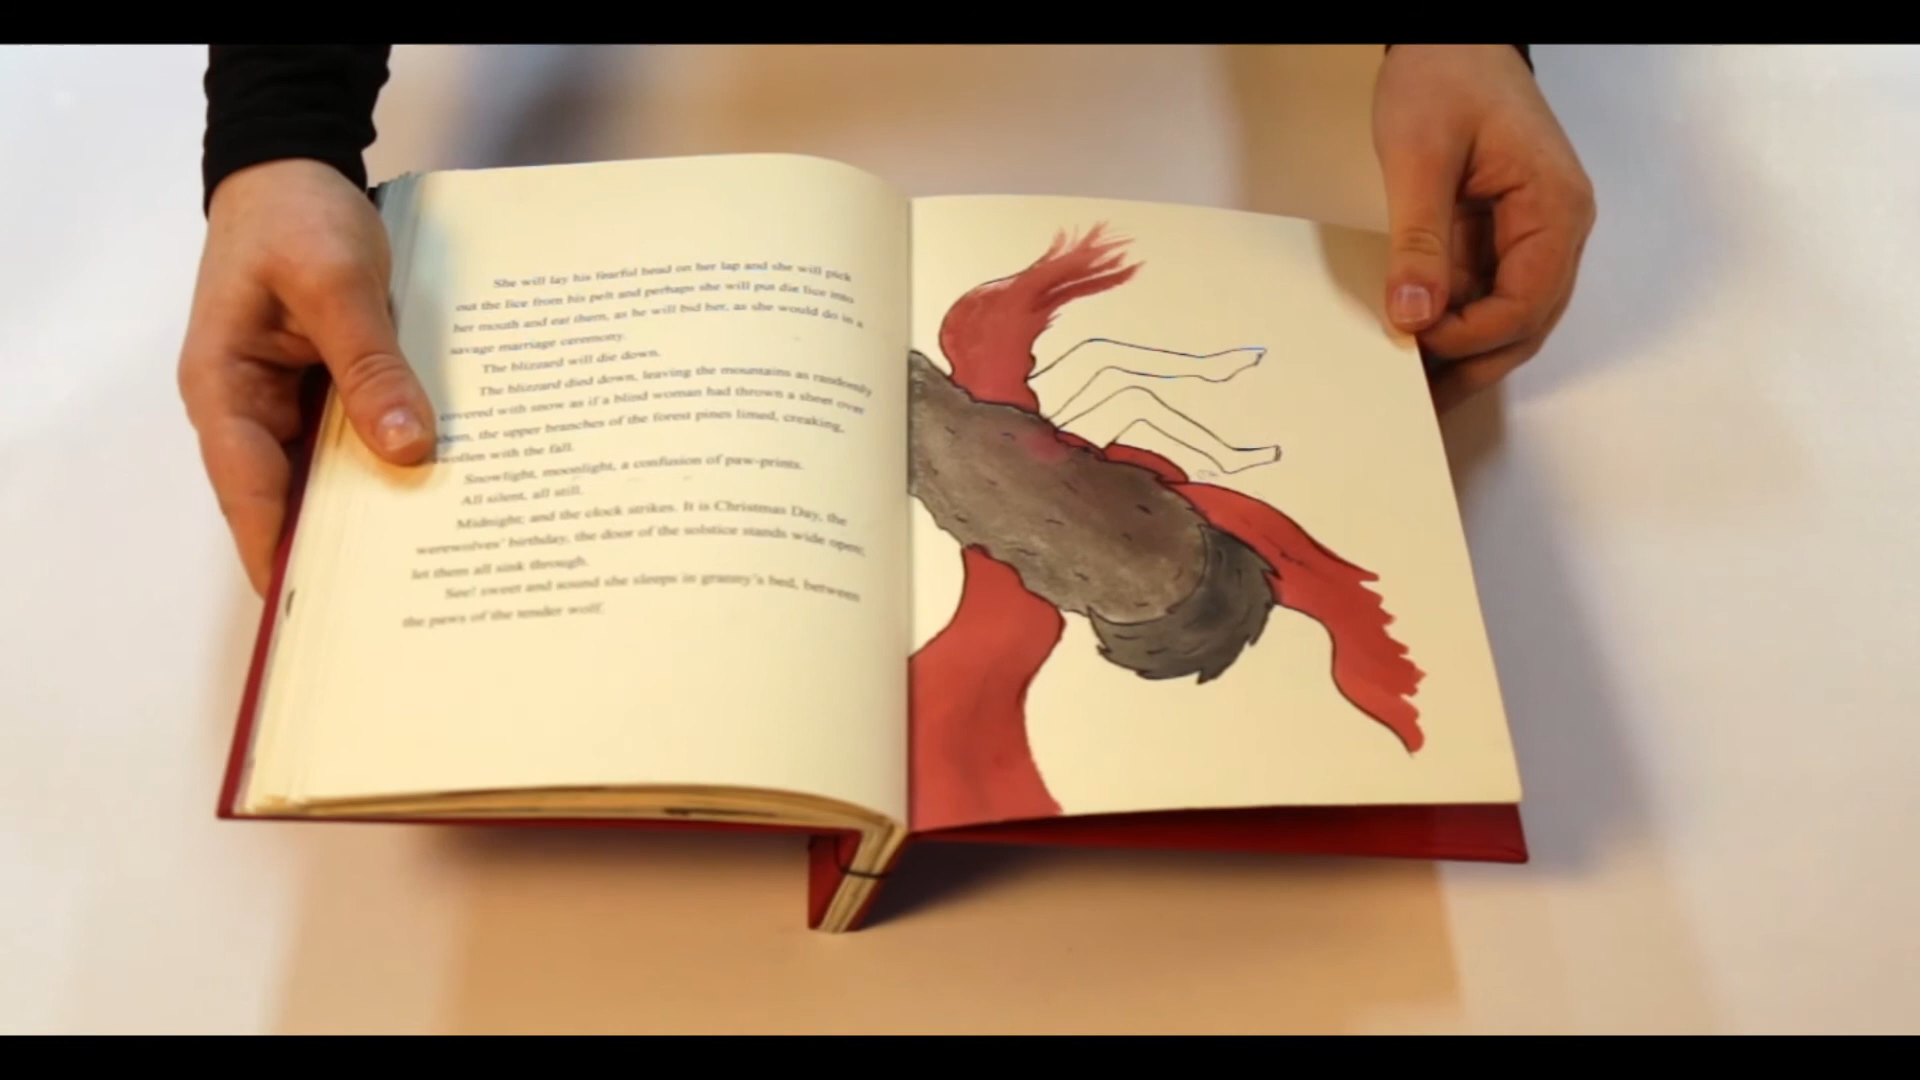 She will lay his fearful head on her lap and she will pick
out the lice from his pelt and perhaps she will put die lice into
her mouth and eat them, as he will bid her, as she would do in a
savage marriage ceremony.
The blizzard will die down.
The blizzard died down, leaving the mountains as randomly
covered with snow as if a blind woman had thrown a sheet over
them, the upper branches of the forest pines limed, creaking,
swollen with the fall.
Snowlight, moonlight, a confusion of paw-prints.
All silent, all still.
Midnight; and the clock strikes. It is Christmas Day, the
werewolves' birthday, the door of the solstice stands wide open;
let them all sink through.
See! sweet and sound she sleeps in granny's bed, between
the paws of the tender wolf.